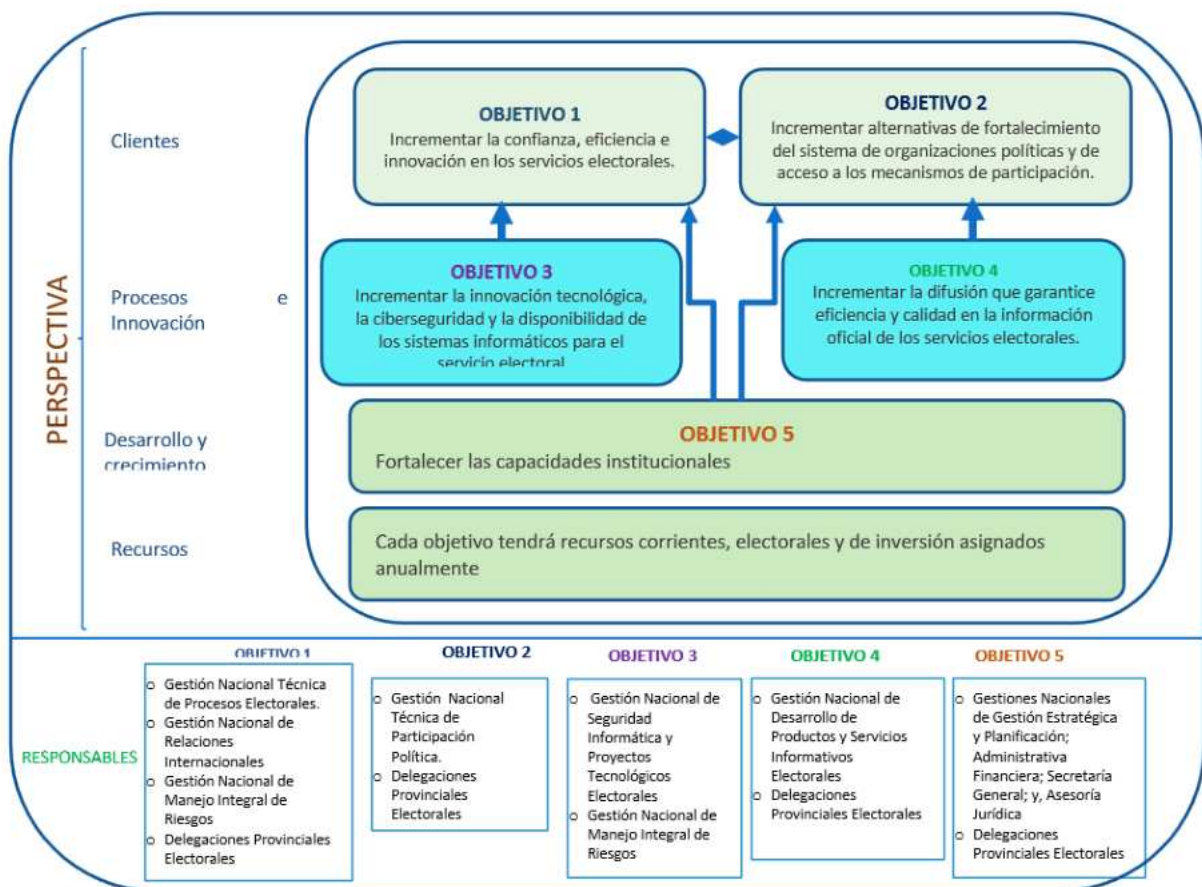 PERSPECTIVA
Clientes
OBJETIVO 1
Incrementar la confianza, eficiencia e
innovación en los servicios electorales.
OBJETIVO 2
Incrementar alternativas de fortalecimiento
del sistema de organizaciones políticas y de
acceso a los mecanismos de participación.
Procesos e
Innovación
OBJETIVO 3
Incrementar la innovación tecnológica,
la ciberseguridad y la disponibilidad de
los sistemas informáticos para el
servicio electoral
OBJETIVO 4
Incrementar la difusión que garantice
eficiencia y calidad en la información
oficial de los servicios electorales.
Desarrollo y
crecimiento
OBJETIVO 5
Fortalecer las capacidades institucionales
Recursos
Cada objetivo tendrá recursos corrientes, electorales y de inversión asignados
anualmente
RESPONSABLES
OBJETIVO 1
o Gestión Nacional Técnica
de Procesos Electorales.
o Gestión Nacional de
Relaciones
Internacionales
o Gestión Nacional de
Manejo Integral de
Riesgos
o Delegaciones Provinciales
Electorales
OBJETIVO 2
o Gestión Nacional
Técnica de
Participación
Política.
o Delegaciones
Provinciales
Electorales
OBJETIVO 3
o Gestión Nacional de
Seguridad
Informática y
Proyectos
Tecnológicos
Electorales
o Gestión Nacional de
Manejo Integral de
Riesgos
OBJETIVO 4
o Gestión Nacional de
Desarrollo de
Productos y Servicios
Informativos
Electorales
o Delegaciones
Provinciales Electorales
OBJETIVO 5
o Gestiones Nacionales
de Gestión Estratégica
y Planificación;
Administrativa
Financiera; Secretaría
General; y, Asesoría
Jurídica
o Delegaciones
Provinciales Electorales